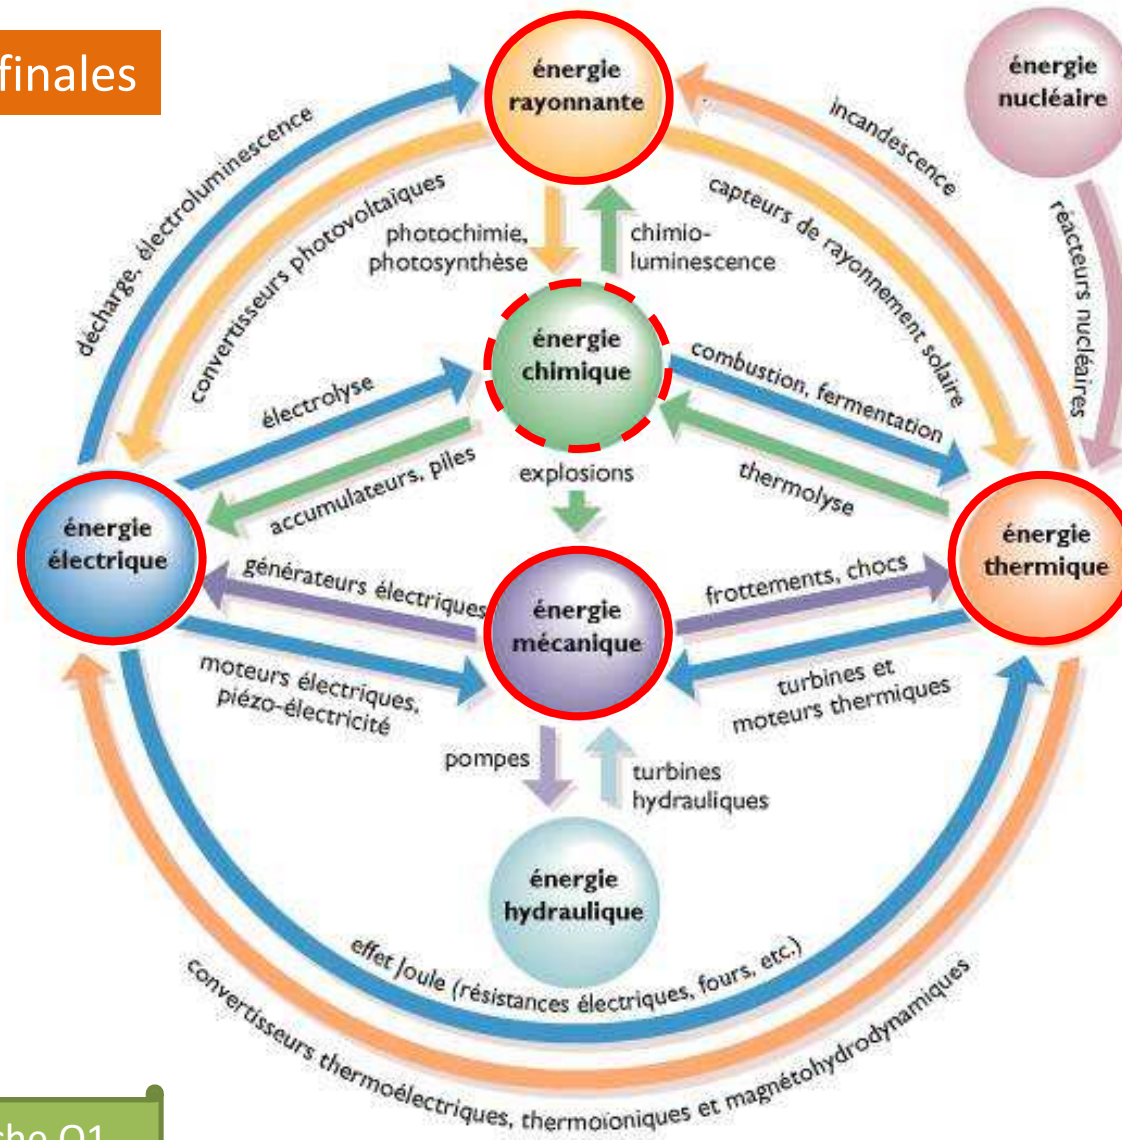 finales
énergie
rayonnante
énergie
nucléaire
décharge, électroluminescence
convertisseurs photovoltaïques
incandescence
capteurs de rayonnement solaire
réacteurs nucléaires
photochimie,
photosynthèse
chimio-
luminescence
énergie
chimique
électrolyse
accumulateurs, piles
combustion, fermentation
thermolyse
explosions
énergie
électrique
énergie
thermique
générateurs électriques
énergie
mécanique
frottements, chocs
moteurs électriques,
piézo-électricité
turbines et
moteurs thermiques
pompes
turbines
hydrauliques
énergie
hydraulique
effet Joule (résistances électriques, fours, etc.)
convertisseurs thermoélectriques, thermoïoniques et magnétohydrodynamiques